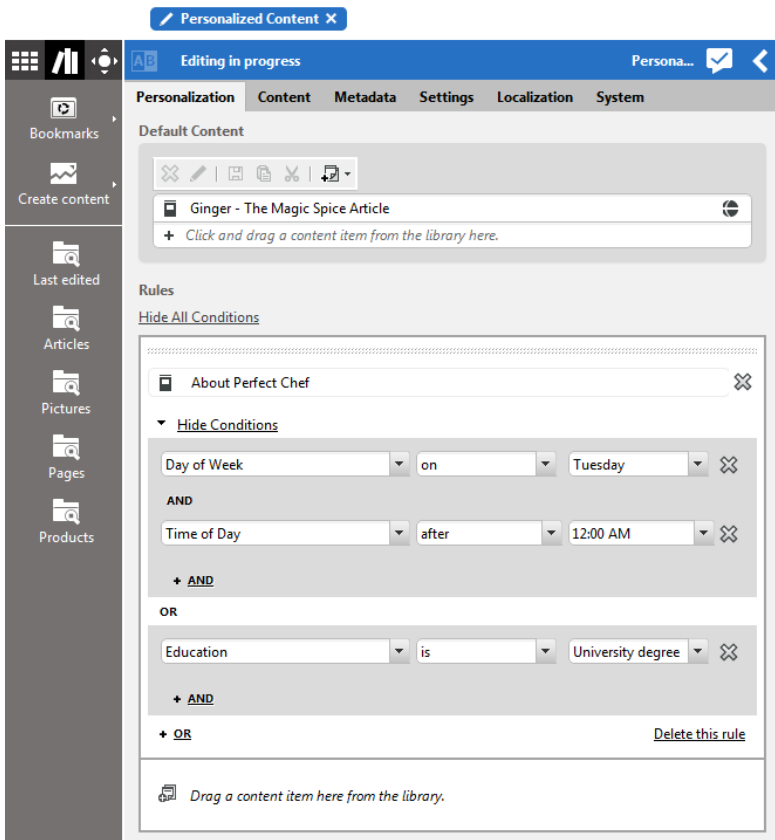 Personalized Content
AB Editing in progress Persona...
Personalization Content Metadata Settings Localization System
Bookmarks
Create content
Last edited
Articles
Pictures
Pages
Products
Default Content
Ginger - The Magic Spice Article
+ Click and drag a content item from the library here.
Rules
Hide All Conditions
About Perfect Chef
Hide Conditions
Day of Week on Tuesday
AND
Time of Day after 12:00 AM
+ AND
OR
Education is University degree
+ AND
+ OR Delete this rule
Drag a content item here from the library.